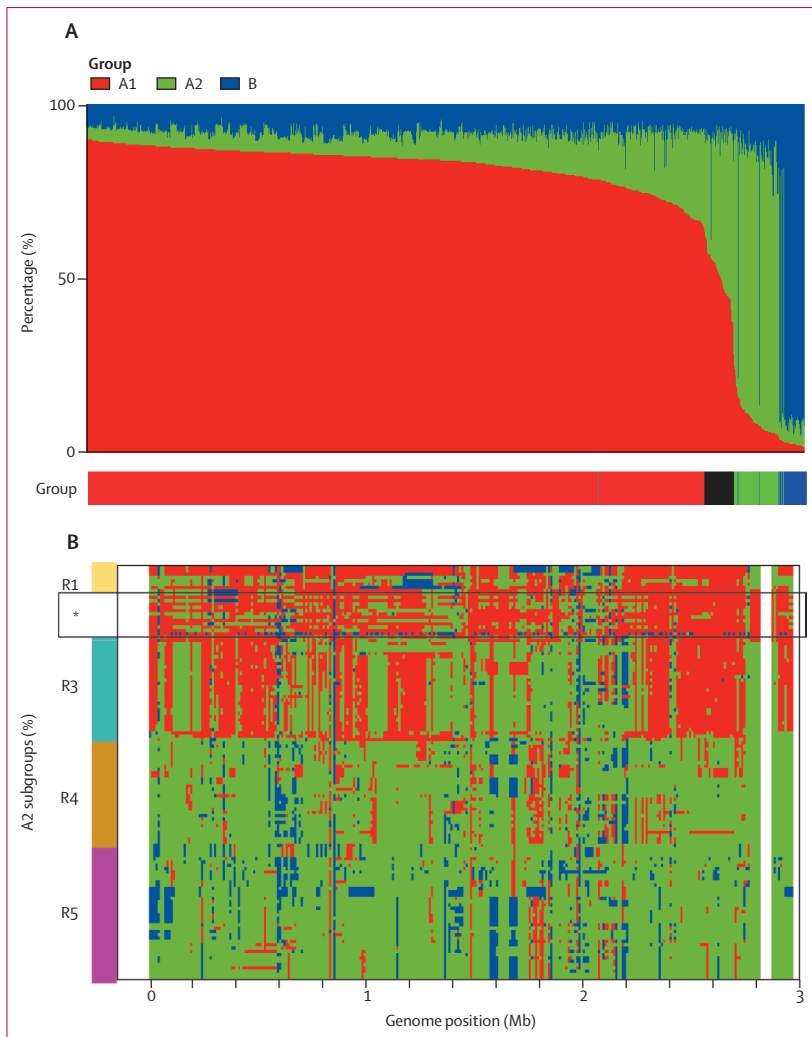 A
Group
A1 A2 B
100
50
0
Percentage (%)
Group
B
R1
*
R3
R4
R5
A2 subgroups (%)
0 1 2 3
Genome position (Mb)